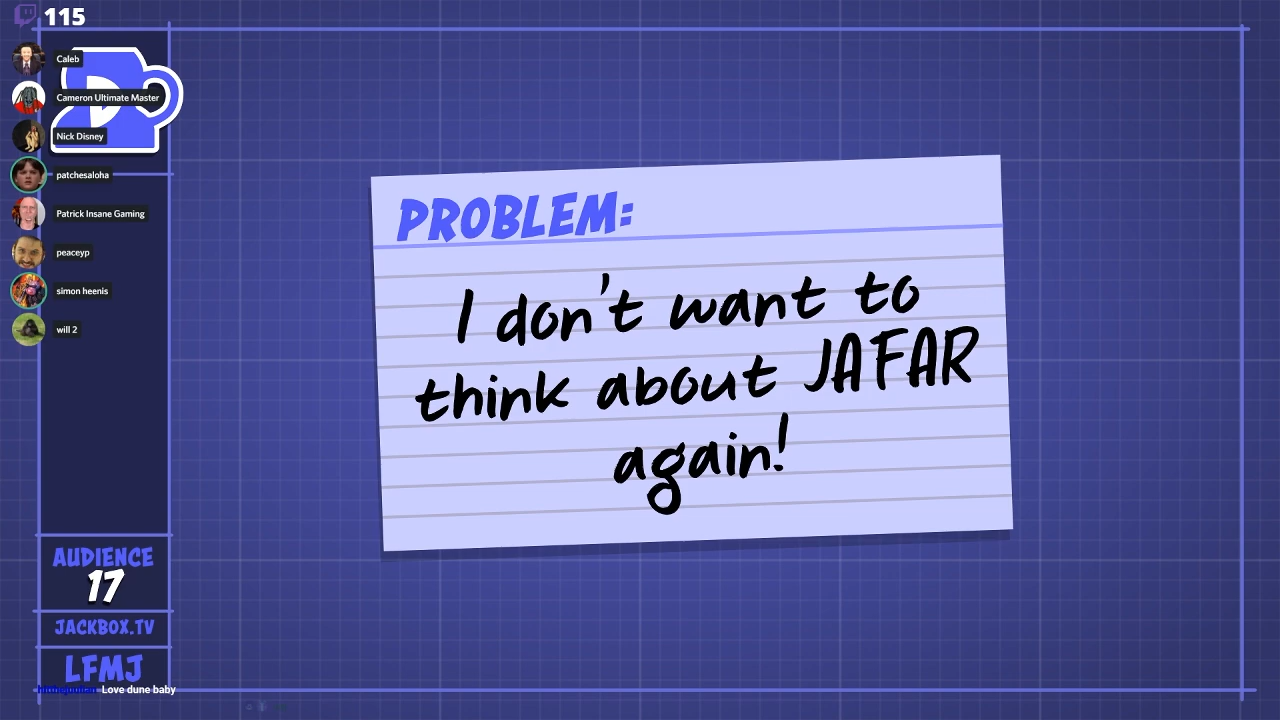 115
Caleb
Cameron Ultimate Master
Nick Disney
patchesaloha
Patrick Insane Gaming
peaceyp
simon heenis
will 2
PROBLEM:
I don't want to
think about JAFAR
again!
AUDIENCE
17
JACKBOX.TV
LFMJ
Love dune baby